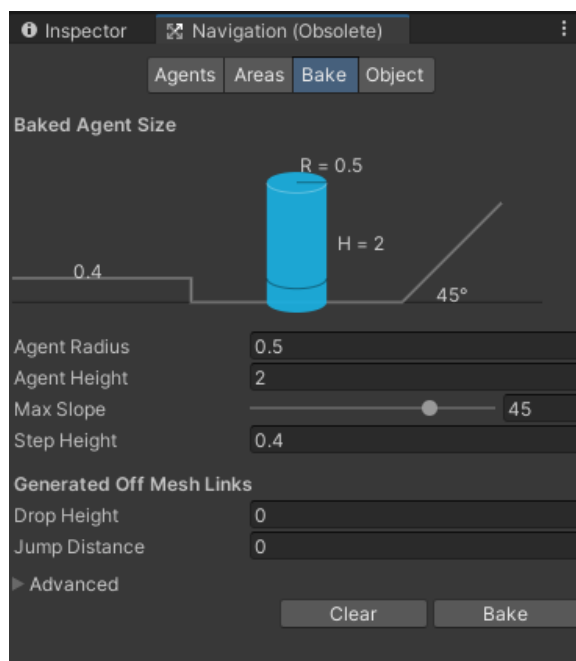 Inspector Navigation (Obsolete)
Agents Areas Bake Object
Baked Agent Size
R = 0.5
H = 2
0.4
45°
Agent Radius 0.5
Agent Height 2
Max Slope 45
Step Height 0.4
Generated Off Mesh Links
Drop Height 0
Jump Distance 0
Advanced
Clear Bake